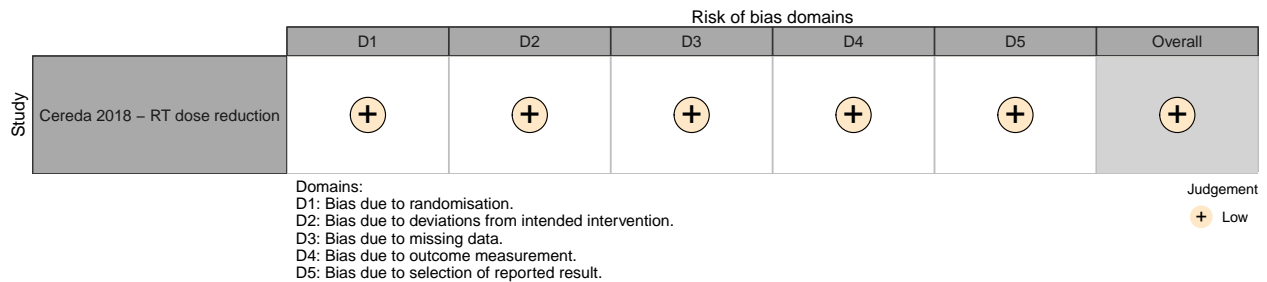 Risk of bias domains
D1 D2 D3 D4 D5 Overall
Study
Cereda 2018 – RT dose reduction + + + + + +
Domains:
D1: Bias due to randomisation.
D2: Bias due to deviations from intended intervention.
D3: Bias due to missing data.
D4: Bias due to outcome measurement.
D5: Bias due to selection of reported result.
Judgement
+ Low